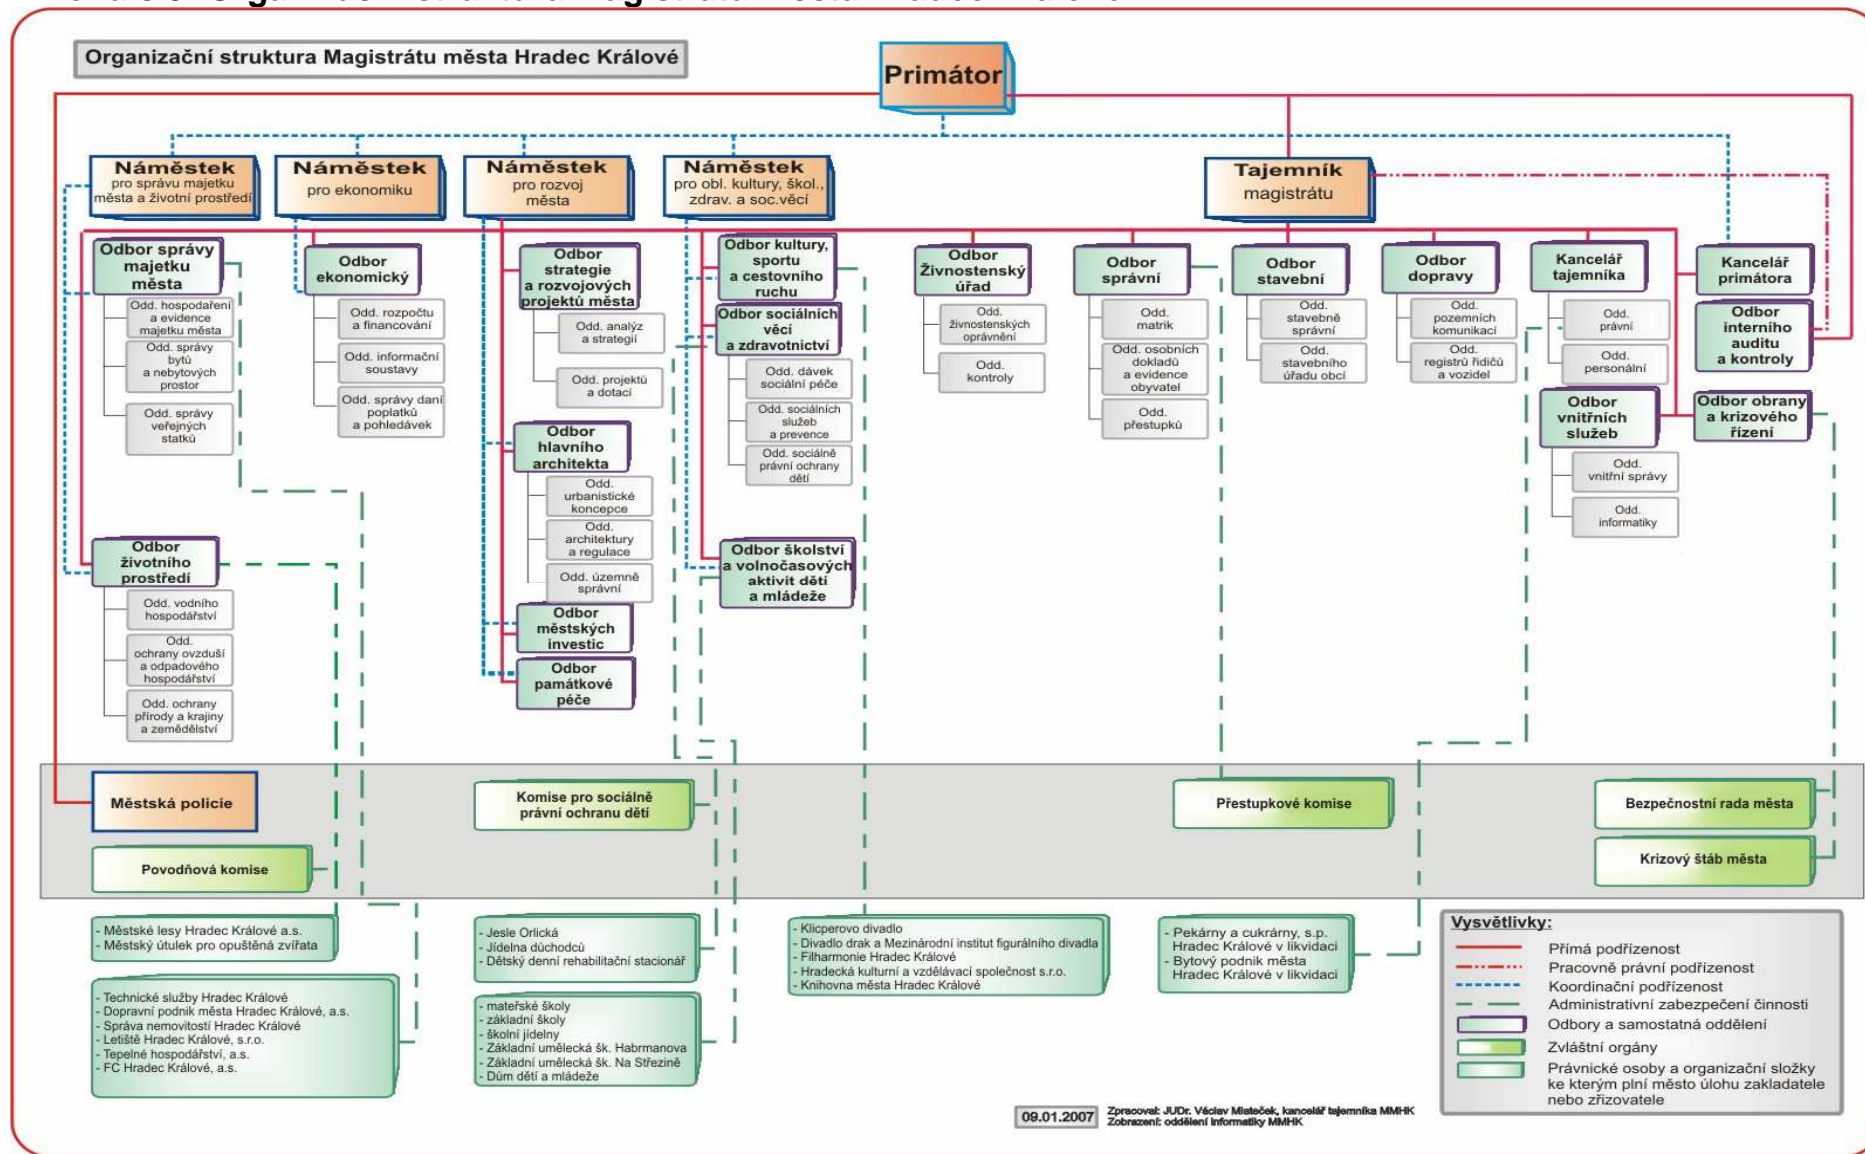 Organizační struktura Magistrátu města Hradec Králové
Primátor
Náměstek
pro správu majetku
města a životní prostředí
Náměstek
pro ekonomiku
Náměstek
pro rozvoj
města
Náměstek
pro obl. kultury, škol.,
zdrav. a soc.věcí
Tajemník
magistrátu
Odbor správy
majetku
města
Odd. hospodaření
a evidence
majetku města
Odd. správy
bytů
a nebytových
prostor
Odd. správy
veřejných
statků
Odbor
životního
prostředí
Odd. vodního
hospodářství
Odd.
ochrany ovzduší
a odpadového
hospodářství
Odd. ochrany
přírody a krajiny
a zemědělství
Odbor
ekonomický
Odd. rozpočtu
a financování
Odd. informační
soustavy
Odd. správy daní
poplatků
a pohledávek
Odbor
strategie
a rozvojových
projektů města
Odd. analýz
a strategií
Odd. projektů
a dotací
Odbor
hlavního
architekta
Odd.
urbanistické
koncepce
Odd.
architektury
a regulace
Odd. územně
správní
Odbor
městských
investic
Odbor
památkové
péče
Odbor kultury,
sportu
a cestovního
ruchu
Odbor sociálních
věcí
a zdravotnictví
Odd. dávek
sociální péče
Odd. sociálních
služeb
a prevence
Odd. sociálně
právní ochrany
dětí
Odbor školství
a volnočasových
aktivit dětí
a mládeže
Odbor
Živnostenský
úřad
Odd.
živnostenských
oprávnění
Odd.
kontroly
Odbor
správní
Odd.
matrik
Odd. osobních
dokladů
a evidence
obyvatel
Odd.
přestupků
Odbor
stavební
Odd.
stavebně
správní
Odd.
stavebního
úřadu obcí
Odbor
dopravy
Odd.
pozemních
komunikací
Odd.
registrů řidičů
a vozidel
Kancelář
tajemníka
Odd.
právní
Odd.
personální
Odbor
vnitřních
služeb
Odd.
vnitřní správy
Odd.
informatiky
Kancelář
primátora
Odbor
interního
auditu
a kontroly
Odbor obrany
a krizového
řízení
Městská policie
Povodňová komise
Komise pro sociálně
právní ochranu dětí
Přestupkové komise
Bezpečnostní rada města
Krizový štáb města
- Městské lesy Hradec Králové a.s.
- Městský útulek pro opuštěná zvířata
- Technické služby Hradec Králové
- Dopravní podnik města Hradec Králové, a.s.
- Správa nemovitostí Hradec Králové
- Letiště Hradec Králové, s.r.o.
- Tepelné hospodářství, a.s.
- FC Hradec Králové, a.s.
- Jesle Orlická
- Jídelna důchodců
- Dětský denní rehabilitační stacionář
- mateřské školy
- základní školy
- školní jídelny
- Základní umělecká šk. Habrmanova
- Základní umělecká šk. Na Střezině
- Dům dětí a mládeže
- Klicperovo divadlo
- Divadlo drak a Mezinárodní institut figurálního divadla
- Filharmonie Hradec Králové
- Hradecká kulturní a vzdělávací společnost s.r.o.
- Knihovna města Hradec Králové
- Pekárny a cukrárny, s.p.
Hradec Králové v likvidaci
- Bytový podnik města
Hradec Králové v likvidaci
Vysvětlivky:
Přímá podřízenost
Pracovně právní podřízenost
Koordinační podřízenost
Administrativní zabezpečení činnosti
Odbory a samostatná oddělení
Zvláštní orgány
Právnické osoby a organizační složky
ke kterým plní město úlohu zakladatele
nebo zřizovatele
09.01.2007
Zpracoval: JUDr. Václav Misteček, kancelář tajemníka MMHK
Zobrazení: oddělení informatiky MMHK